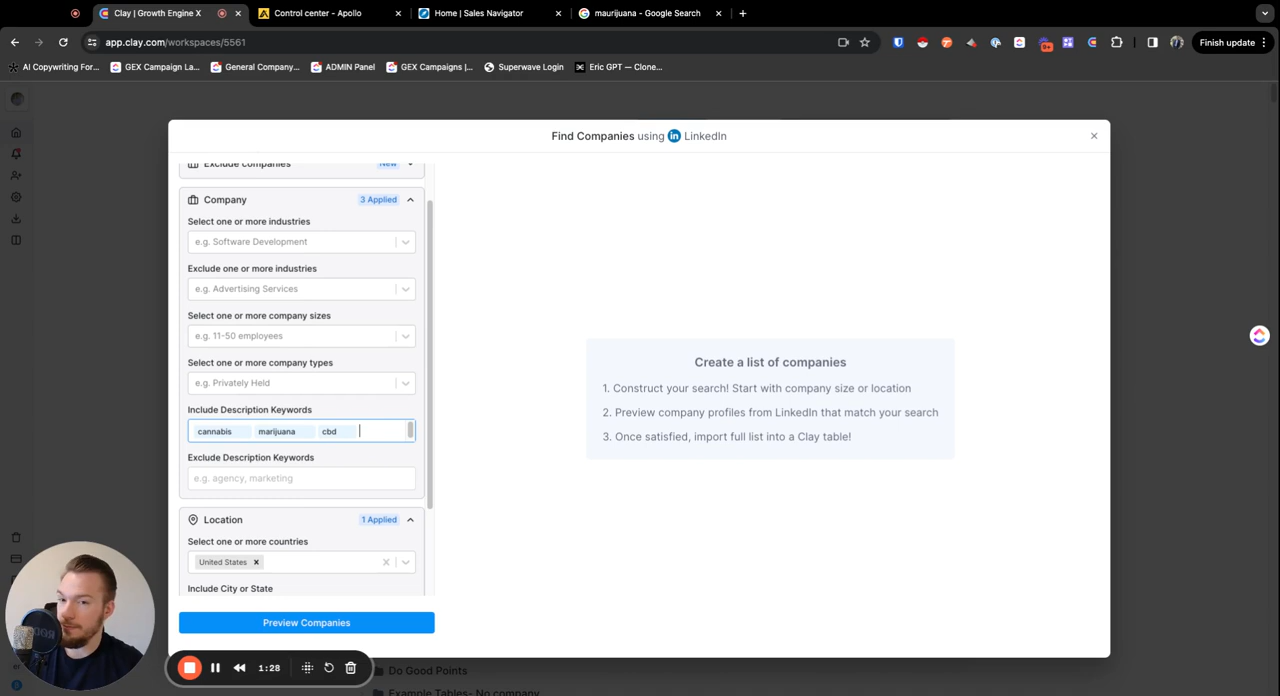 Clay | Growth Engine X
Control center - Apollo
Home | Sales Navigator
maurijuana - Google Search
app.clay.com/workspaces/5561
Finish update
AI Copywriting For...
GEX Campaign La...
General Company...
ADMIN Panel
GEX Campaigns |...
Superwave Login
Eric GPT — Clone...
Find Companies using LinkedIn
Exclude companies
New
Company
3 Applied
Select one or more industries
e.g. Software Development
Exclude one or more industries
e.g. Advertising Services
Select one or more company sizes
e.g. 11-50 employees
Select one or more company types
e.g. Privately Held
Include Description Keywords
cannabis marijuana cbd
Exclude Description Keywords
e.g. agency, marketing
Location
1 Applied
Select one or more countries
United States
Include City or State
Preview Companies
Create a list of companies
1. Construct your search! Start with company size or location
2. Preview company profiles from LinkedIn that match your search
3. Once satisfied, import full list into a Clay table!
1:28
Do Good Points
Example Tables- No company